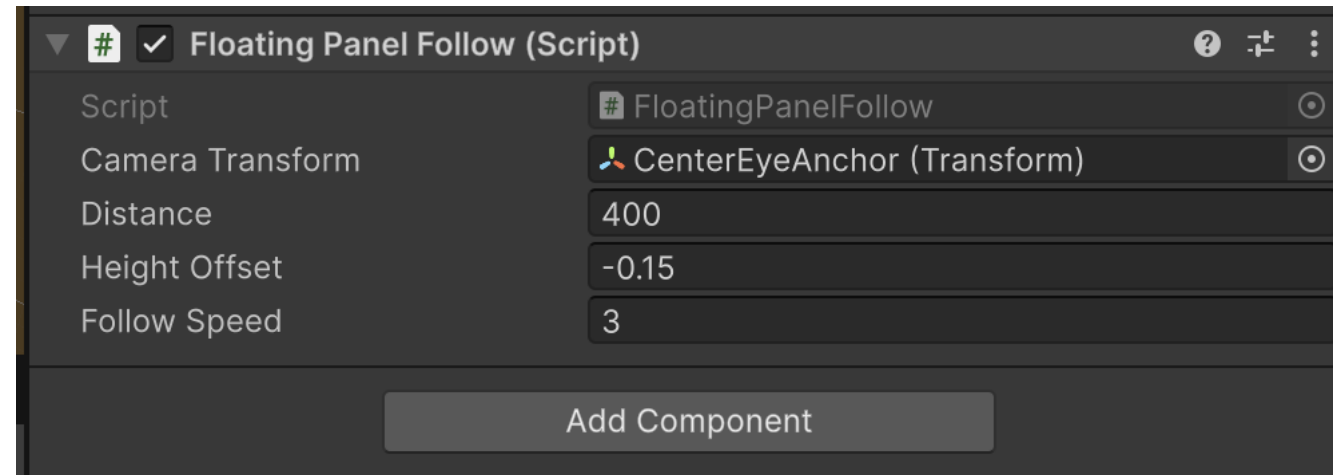 Floating Panel Follow (Script)
Script # FloatingPanelFollow
Camera Transform CenterEyeAnchor (Transform)
Distance 400
Height Offset -0.15
Follow Speed 3
Add Component